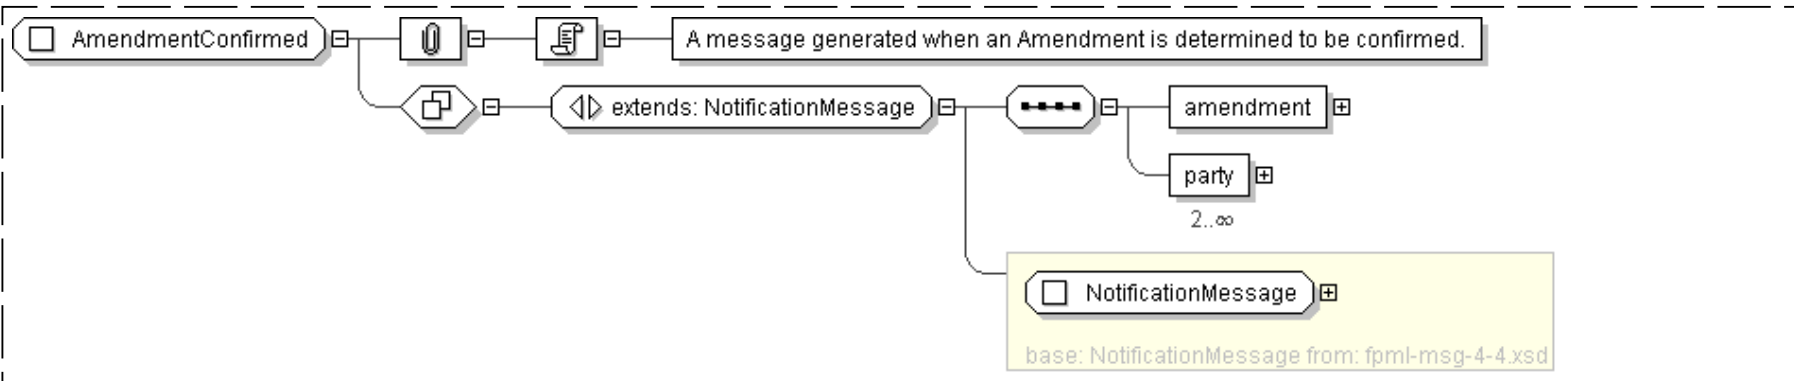 AmendmentConfirmed
A message generated when an Amendment is determined to be confirmed.
extends: NotificationMessage
amendment
party
2..∞
NotificationMessage
base: NotificationMessage from: fpml-msg-4-4.xsd